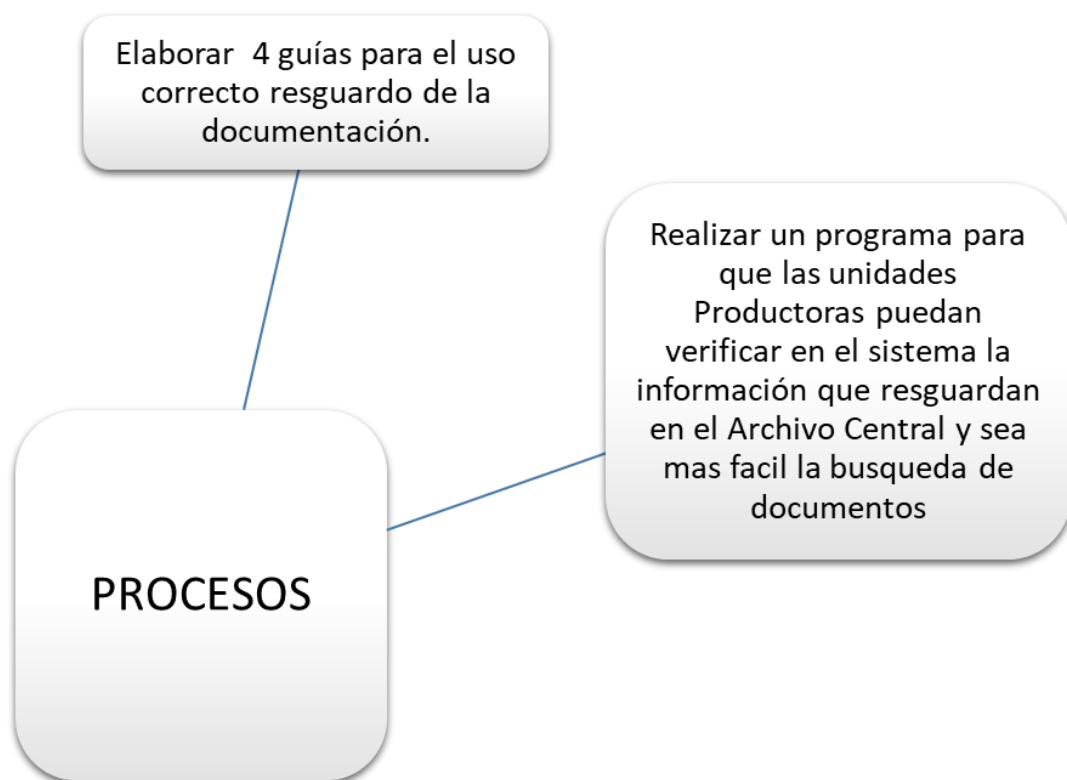 Elaborar  4 guías para el uso
correcto resguardo de la
documentación.
Realizar un programa para
que las unidades
Productoras puedan
verificar en el sistema la
información que resguardan
en el Archivo Central y sea
mas facil la busqueda de
documentos
PROCESOS